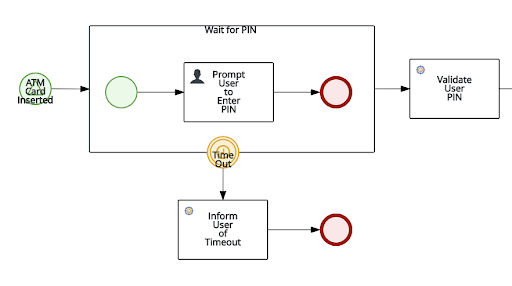 Wait for PIN
ATM
Card
Inserted
Prompt
User
to
Enter
PIN
Validate
User
PIN
Time
Out
Inform
User
of
Timeout